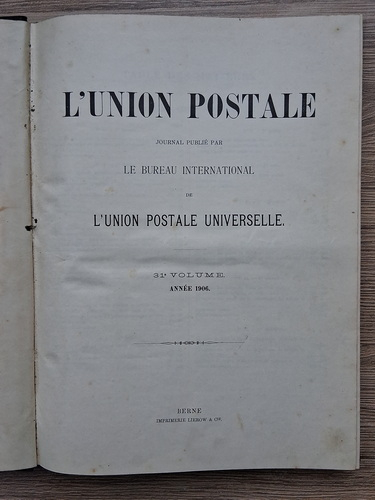 L'UNION POSTALE
JOURNAL PUBLIÉ PAR
LE BUREAU INTERNATIONAL
DE
L'UNION POSTALE UNIVERSELLE.
31e VOLUME.
ANNÉE 1906.
BERNE
IMPRIMERIE LIEROW & Cie.